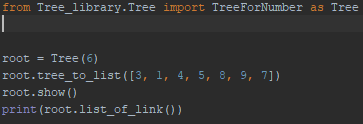 from Tree_library.Tree import TreeForNumber as Tree
root = Tree(6)
root.tree_to_list([3, 1, 4, 5, 8, 9, 7])
root.show()
print(root.list_of_link())